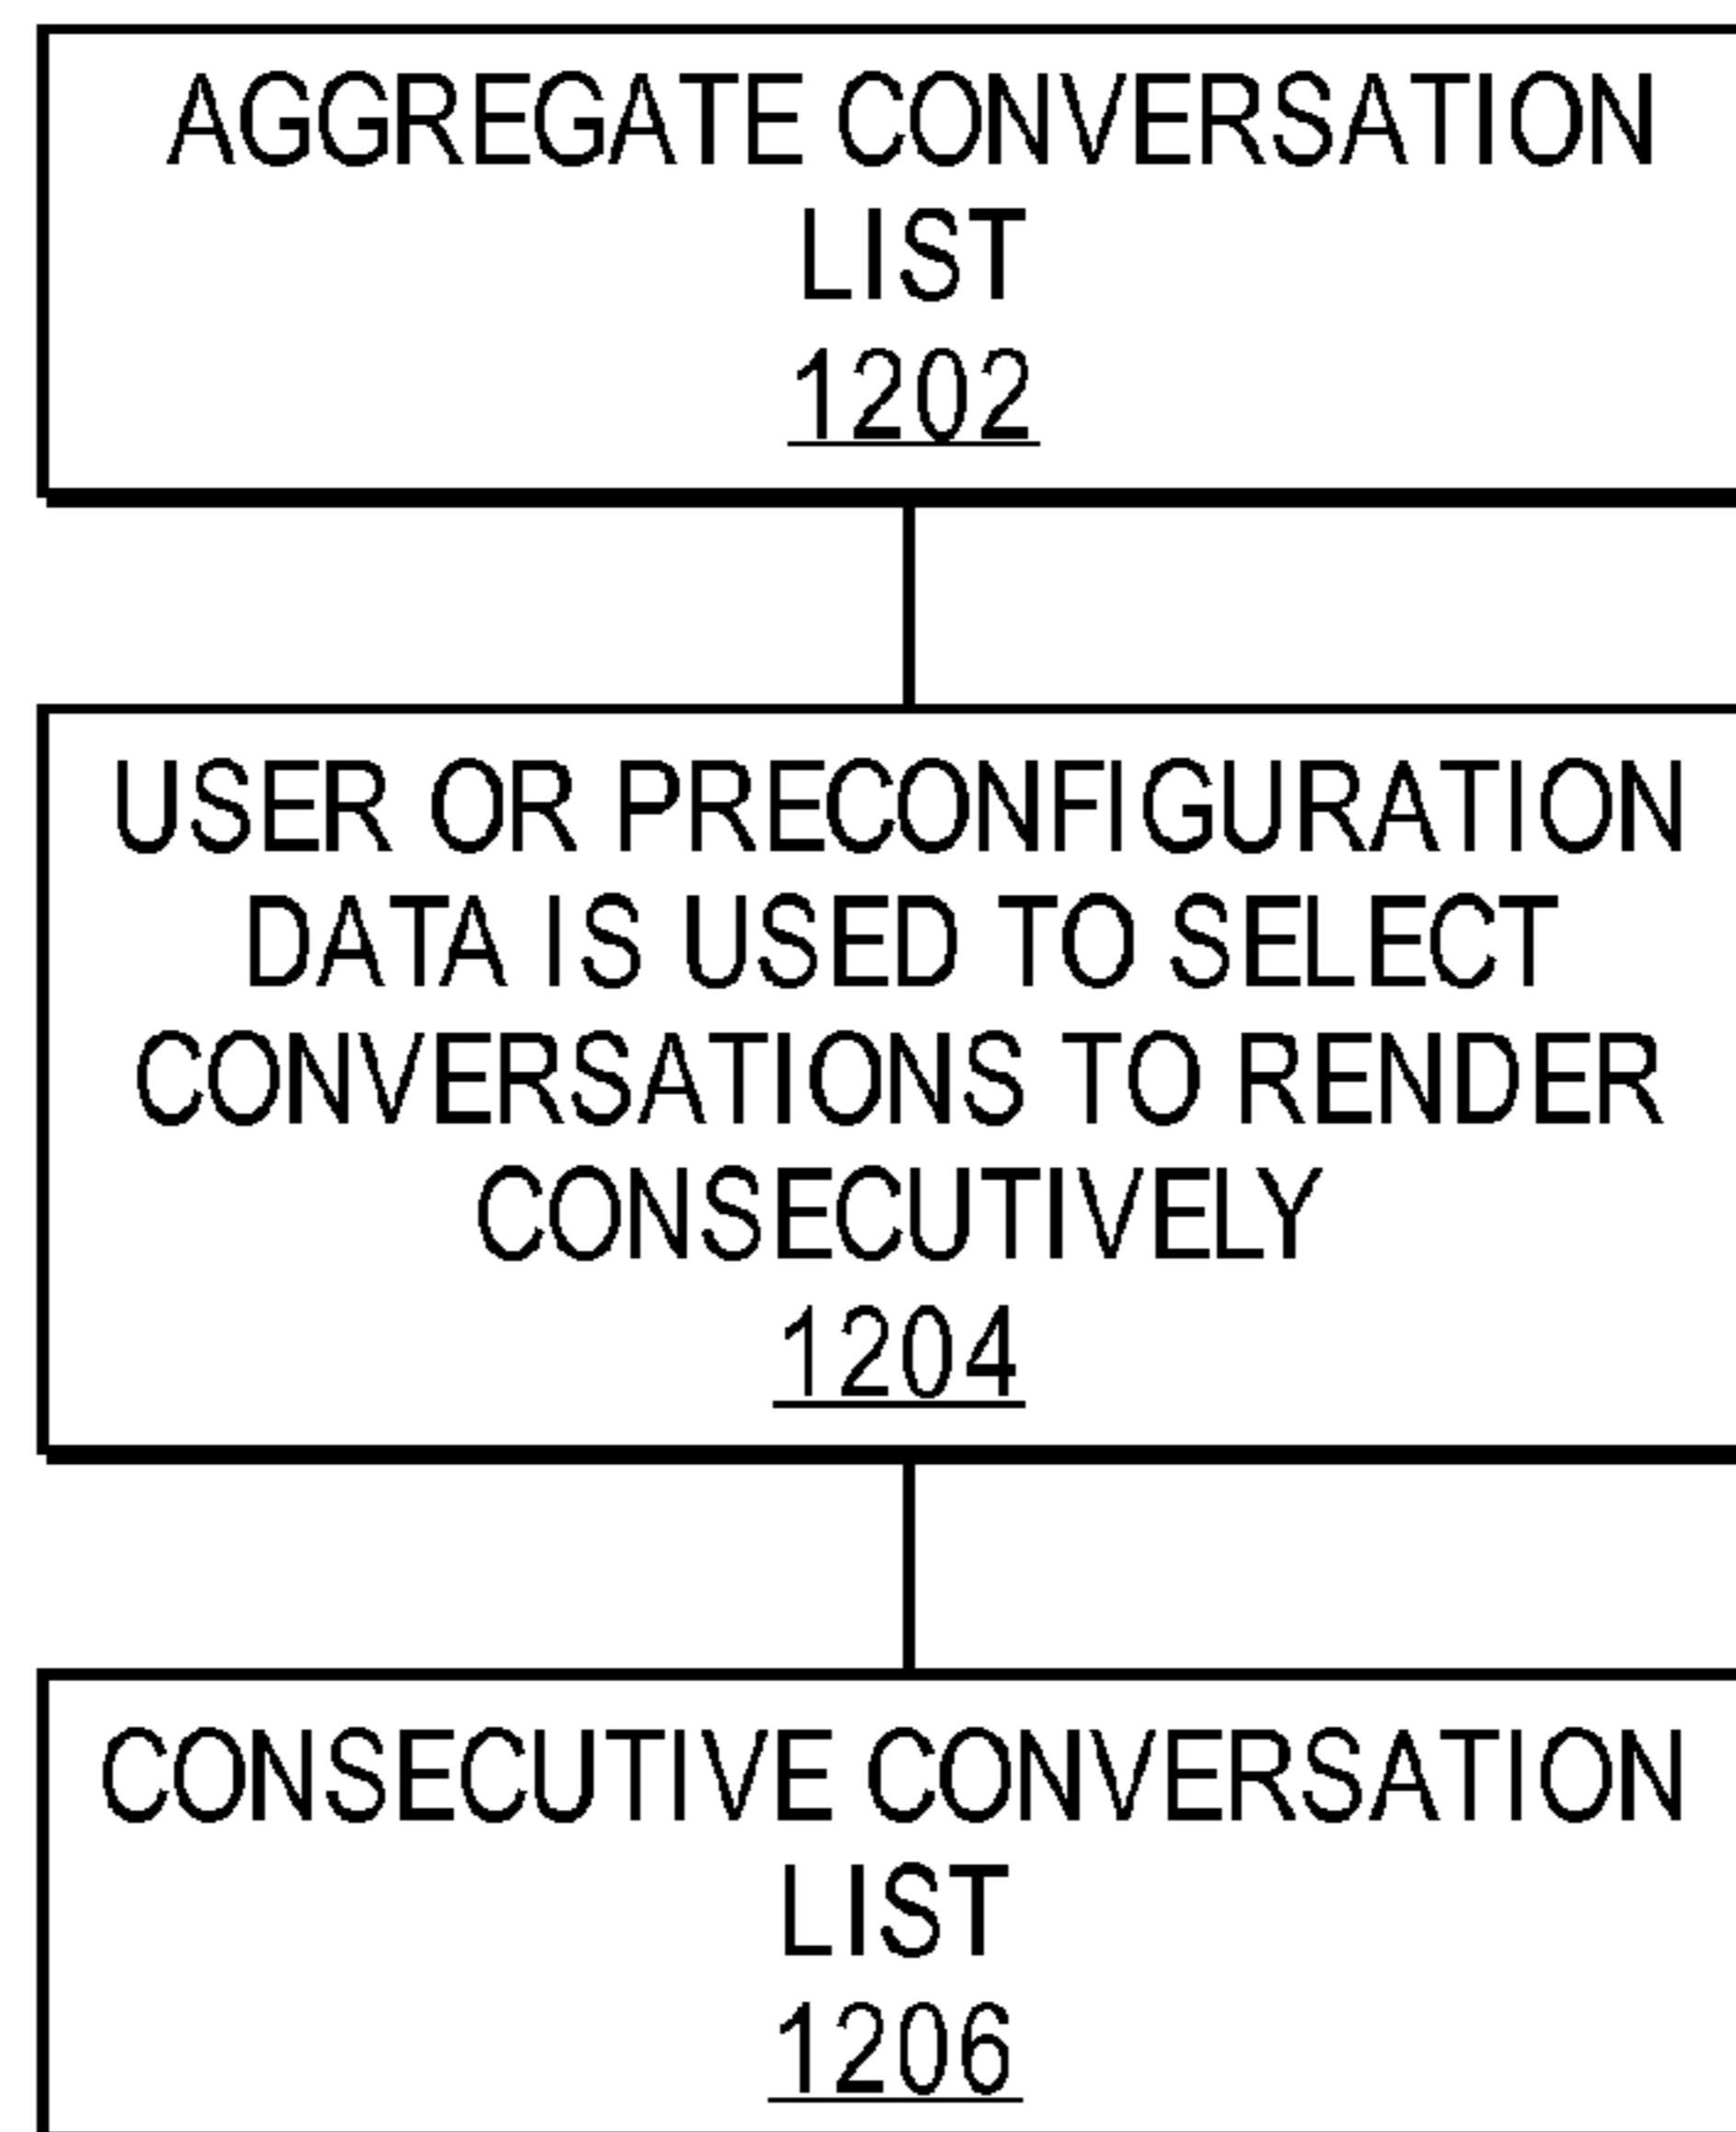 AGGREGATE CONVERSATION
LIST
1202
USER OR PRECONFIGURATION
DATA IS USED TO SELECT
CONVERSATIONS TO RENDER
CONSECUTIVELY
1204
CONSECUTIVE CONVERSATION
LIST
1206